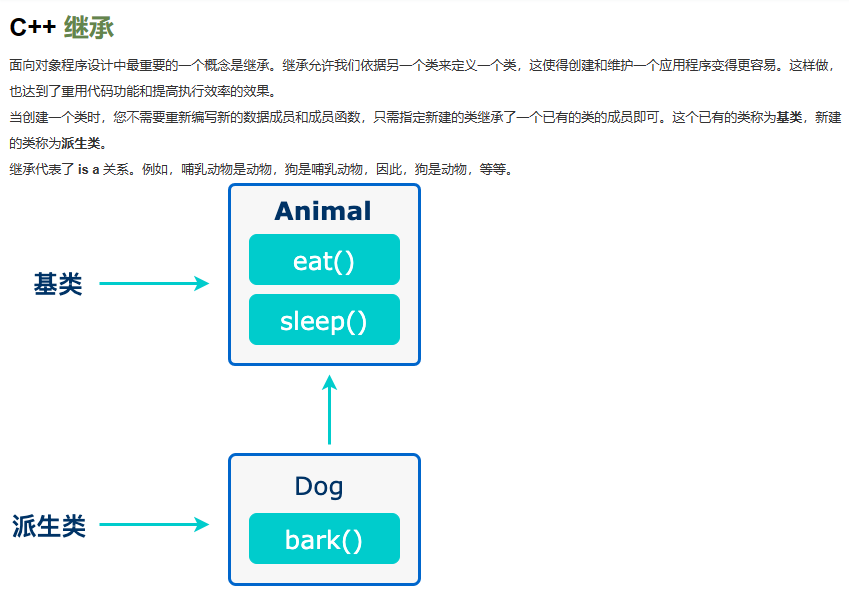 C++ 继承
面向对象程序设计中最重要的一个概念是继承。继承允许我们依据另一个类来定义一个类，这使得创建和维护一个应用程序变得更容易。这样做，
也达到了重用代码功能和提高执行效率的效果。
当创建一个类时，您不需要重新编写新的数据成员和成员函数，只需指定新建的类继承了一个已有的类的成员即可。这个已有的类称为基类，新建
的类称为派生类。
继承代表了 is a 关系。例如，哺乳动物是动物，狗是哺乳动物，因此，狗是动物，等等。
Animal
eat()
基类
sleep()
Dog
派生类
bark()